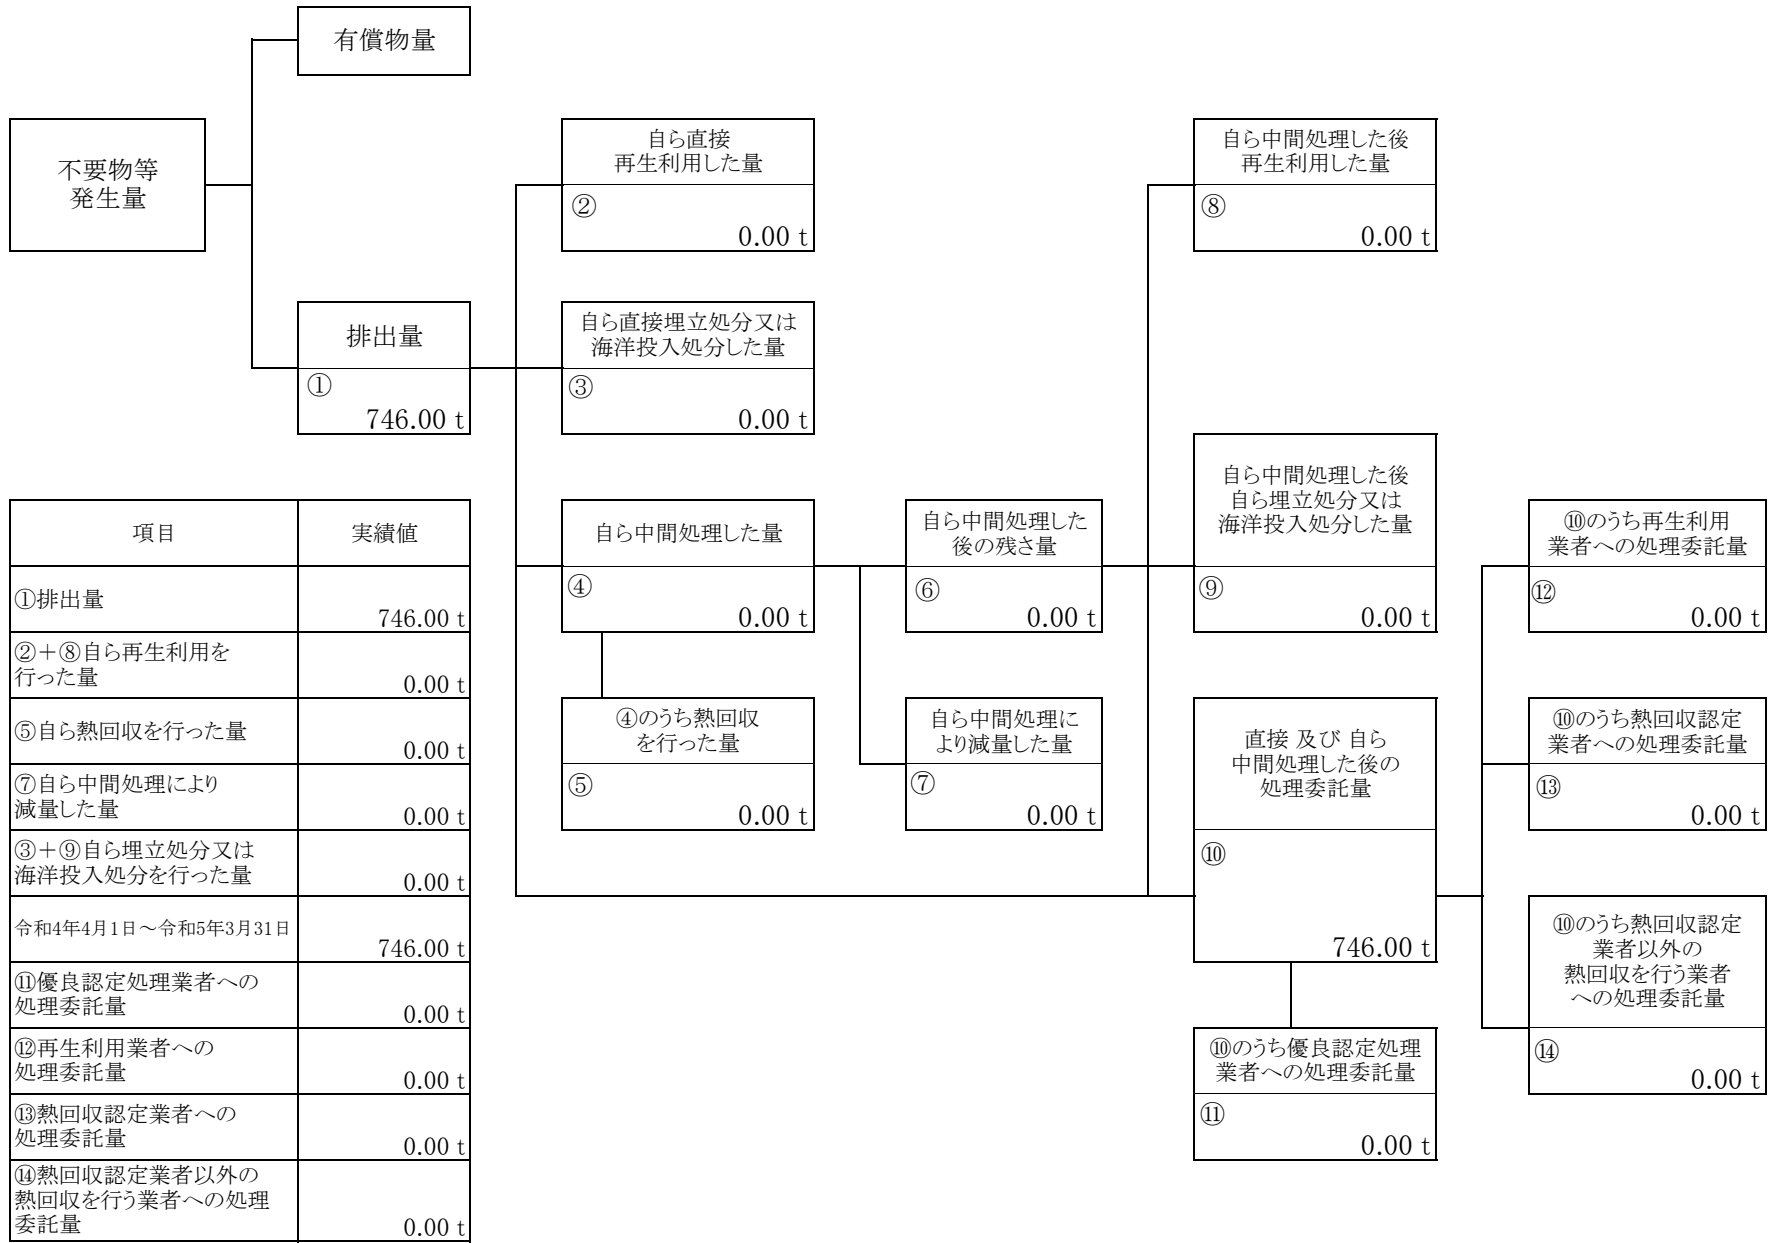 有償物量
不要物等
発生量
自ら直接
再生利用した量
②
0.00 t
自ら中間処理した後
再生利用した量
⑧
0.00 t
排出量
①
746.00 t
自ら直接埋立処分又は
海洋投入処分した量
③
0.00 t
自ら中間処理した量
④
0.00 t
自ら中間処理した
後の残さ量
⑥
0.00 t
自ら中間処理した後
自ら埋立処分又は
海洋投入処分した量
⑨
0.00 t
⑩のうち再生利用
業者への処理委託量
⑫
0.00 t
④のうち熱回収
を行った量
⑤
0.00 t
自ら中間処理に
より減量した量
⑦
0.00 t
直接 及び 自ら
中間処理した後の
処理委託量
⑩
746.00 t
⑩のうち熱回収認定
業者への処理委託量
⑬
0.00 t
⑩のうち熱回収認定
業者以外の
熱回収を行う業者
への処理委託量
⑭
0.00 t
⑩のうち優良認定処理
業者への処理委託量
⑪
0.00 t
項目 実績値
①排出量
746.00 t
②＋⑧自ら再生利用を
行った量
0.00 t
⑤自ら熱回収を行った量
0.00 t
⑦自ら中間処理により
減量した量
0.00 t
③＋⑨自ら埋立処分又は
海洋投入処分を行った量
0.00 t
令和4年4月1日～令和5年3月31日
746.00 t
⑪優良認定処理業者への
処理委託量
0.00 t
⑫再生利用業者への
処理委託量
0.00 t
⑬熱回収認定業者への
処理委託量
0.00 t
⑭熱回収認定業者以外の
熱回収を行う業者への処理
委託量
0.00 t